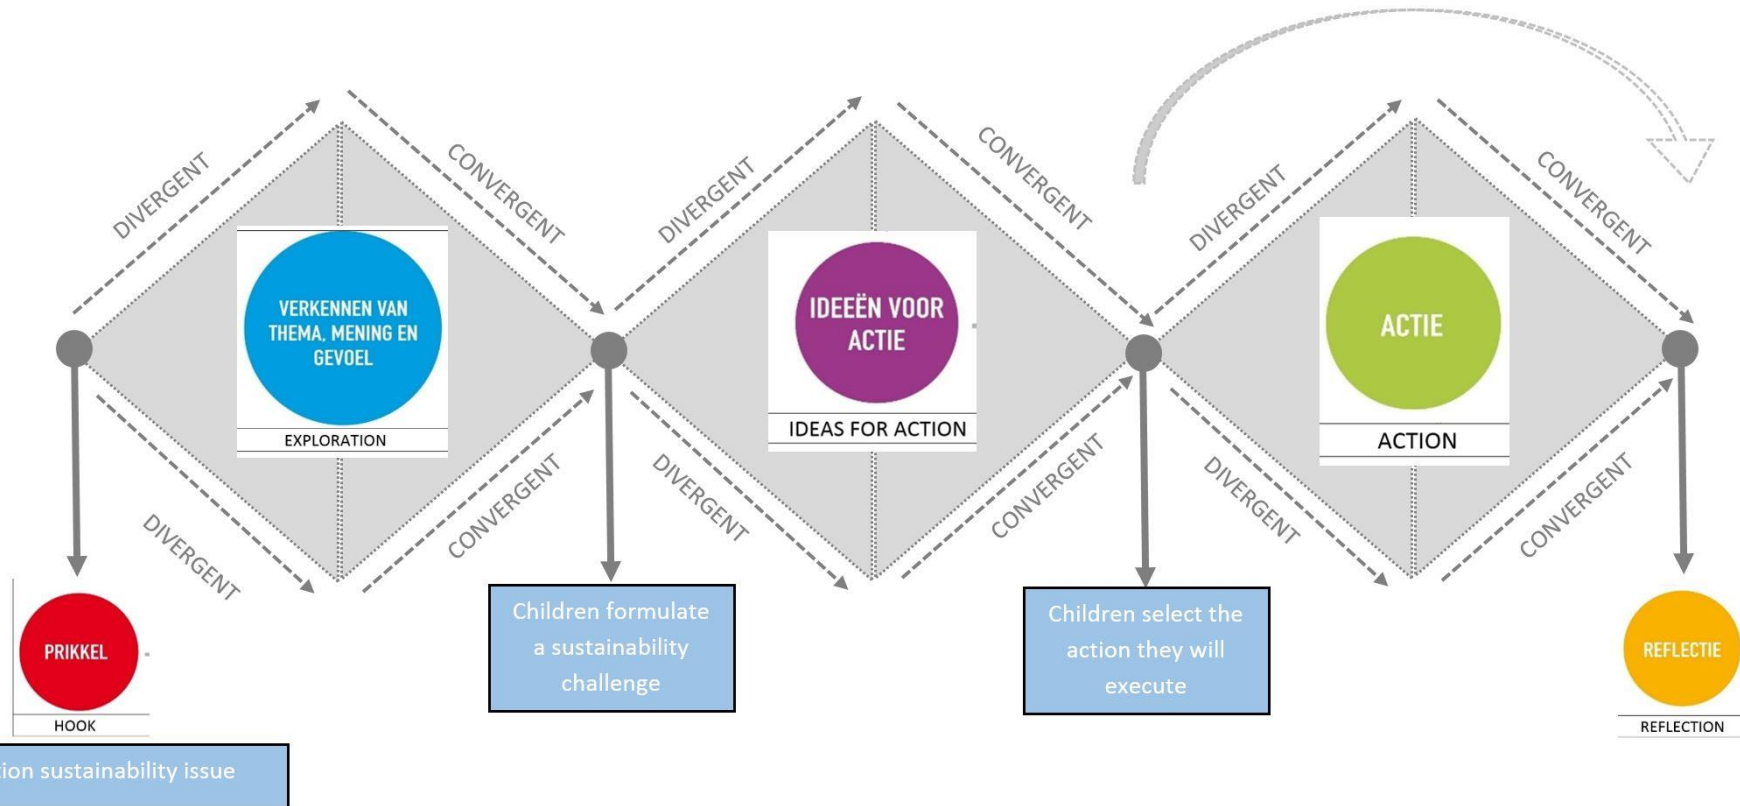 DIVERGENT
CONVERGENT
DIVERGENT
CONVERGENT
DIVERGENT
CONVERGENT
VERKENNEN VAN
THEMA, MENING EN
GEVOEL
EXPLORATION
IDEEËN VOOR
ACTIE
IDEAS FOR ACTION
ACTIE
ACTION
DIVERGENT
CONVERGENT
DIVERGENT
CONVERGENT
DIVERGENT
CONVERGENT
PRIKKEL
HOOK
Children formulate
a sustainability
challenge
Children select the
action they will
execute
REFLECTIE
REFLECTION
sustainability issue